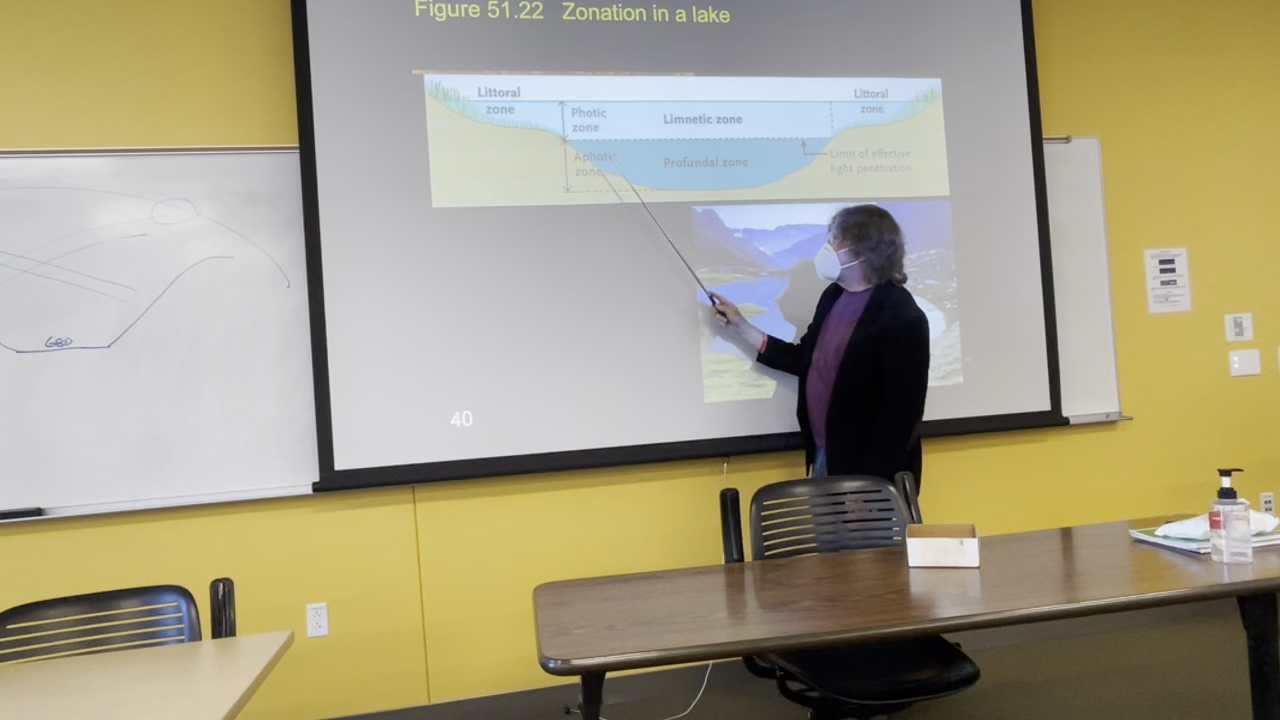 Figure 51.22 Zonation in a lake
Littoral
zone
Photic
zone
Limnetic zone
Littoral
zone
Aphotic
zone
Profundal zone
Limit of effective
light penetration
40